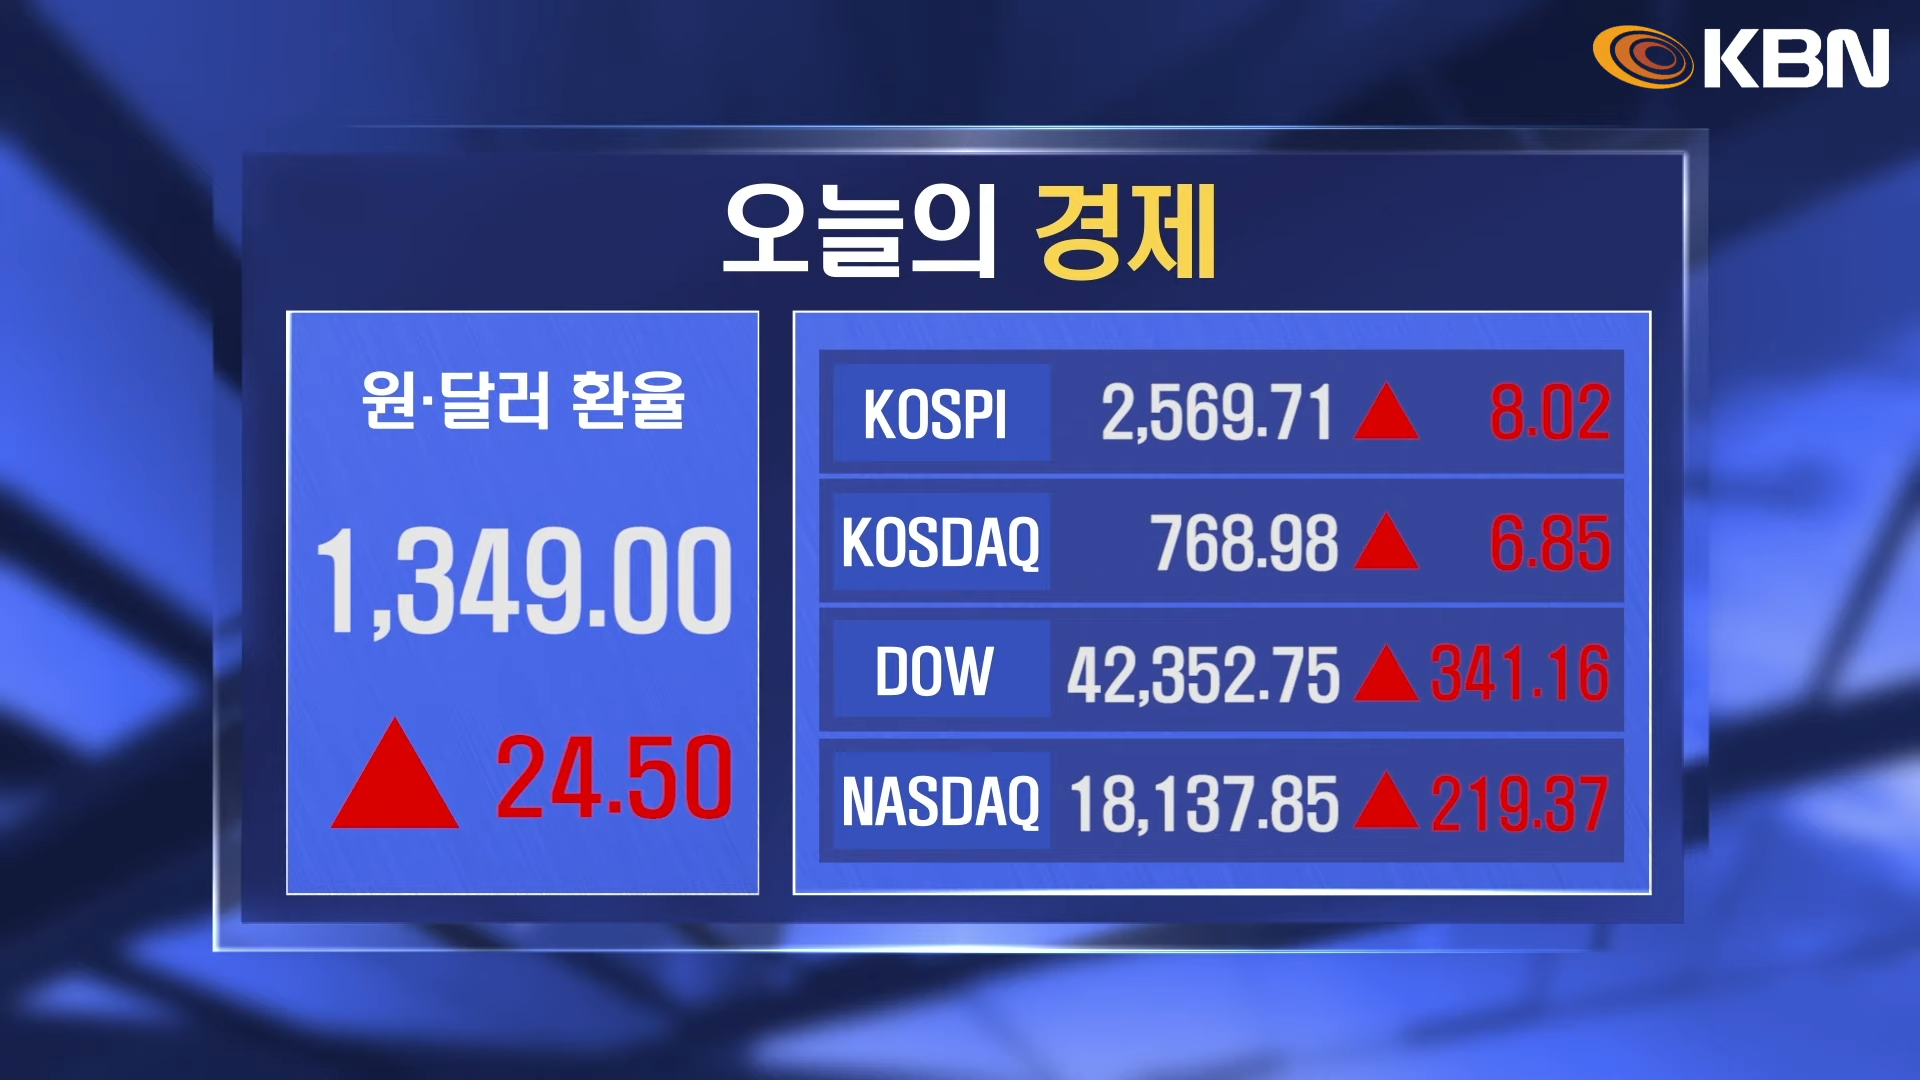 KBN
오늘의 경제
원·달러 환율
1,349.00
▲ 24.50
KOSPI 2,569.71 ▲ 8.02
KOSDAQ 768.98 ▲ 6.85
DOW 42,352.75 ▲ 341.16
NASDAQ 18,137.85 ▲ 219.37